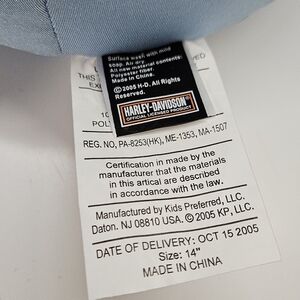 Surface wash with mild
soap. Air dry.
All new material contents:
Polyester fiber.
Made in China.
©2005 H-D. All Rights
Reserved.
HARLEY-DAVIDSON
OFFICIAL LICENSED PRODUCT
THIS
10
POL
REG. NO, PA-8253(HK), ME-1353, MA-1507
Certification in made by the
manufacturer that the materials
in this artical are described
in accordance with the law.
Manufactured by Kids Preferred, LLC.
Daton. NJ 08810 USA. © 2005 KP, LLC.
DATE OF DELIVERY: OCT 15 2005
Size: 14"
MADE IN CHINA